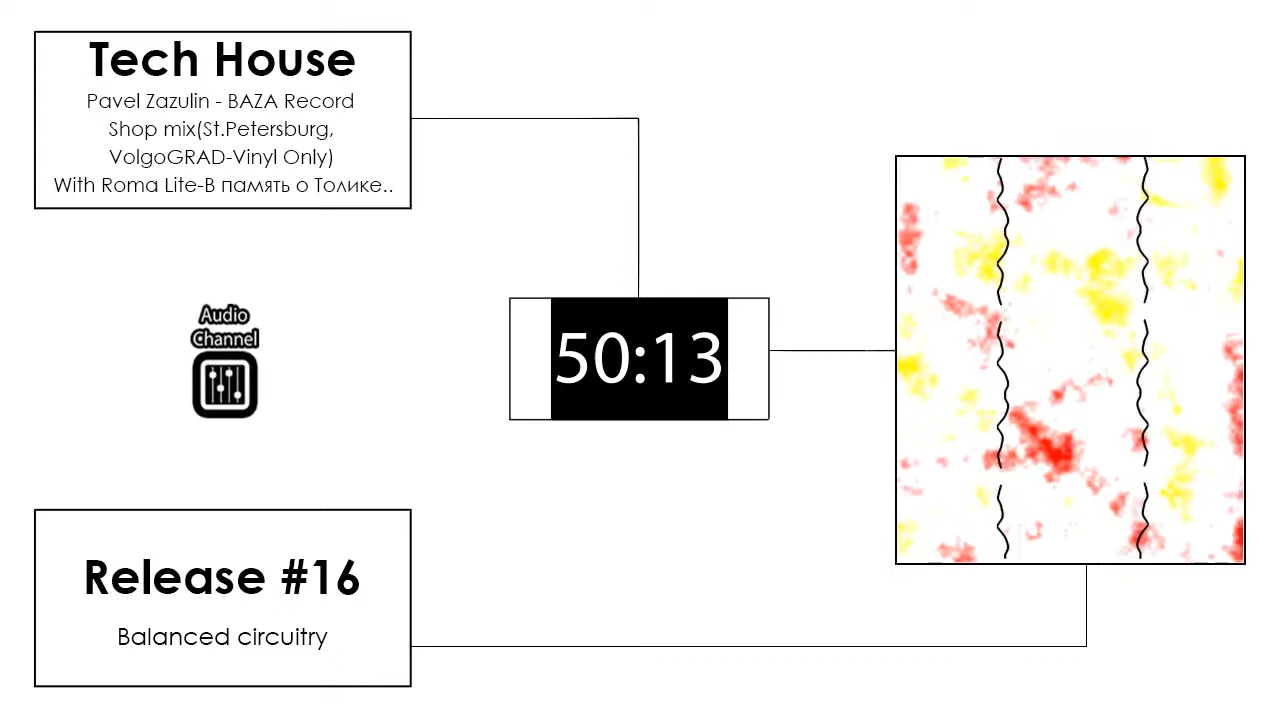 Tech House
Pavel Zazulin - BAZA Record
Shop mix(St.Petersburg,
VolgoGRAD-Vinyl Only)
With Roma Lite-В память о Толике..
Audio
Channel
50:13
Release #16
Balanced circuitry